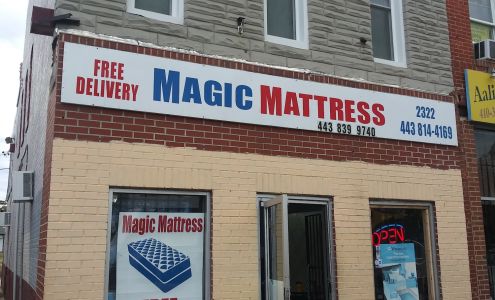 FREE
DELIVERY
MAGIC MATTRESS
443 839 9740
2322
443 814-4169
Magic Mattress
OPEN